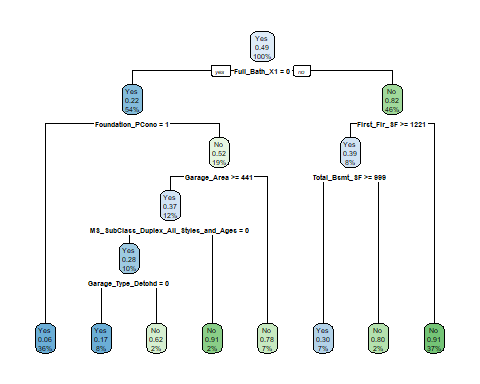 Yes
0.49
100%
yes
Full_Bath_X1 = 0
no
Yes
0.22
54%
No
0.82
46%
Foundation_PConc = 1
First_Flr_SF >= 1221
No
0.52
19%
Yes
0.39
8%
Garage_Area >= 441
Total_Bsmt_SF >= 999
Yes
0.37
12%
MS_SubClass_Duplex_All_Styles_and_Ages = 0
Yes
0.28
10%
Garage_Type_Detchd = 0
Yes
0.06
36%
Yes
0.17
8%
No
0.62
2%
No
0.91
2%
No
0.78
7%
Yes
0.30
7%
No
0.80
2%
No
0.91
37%